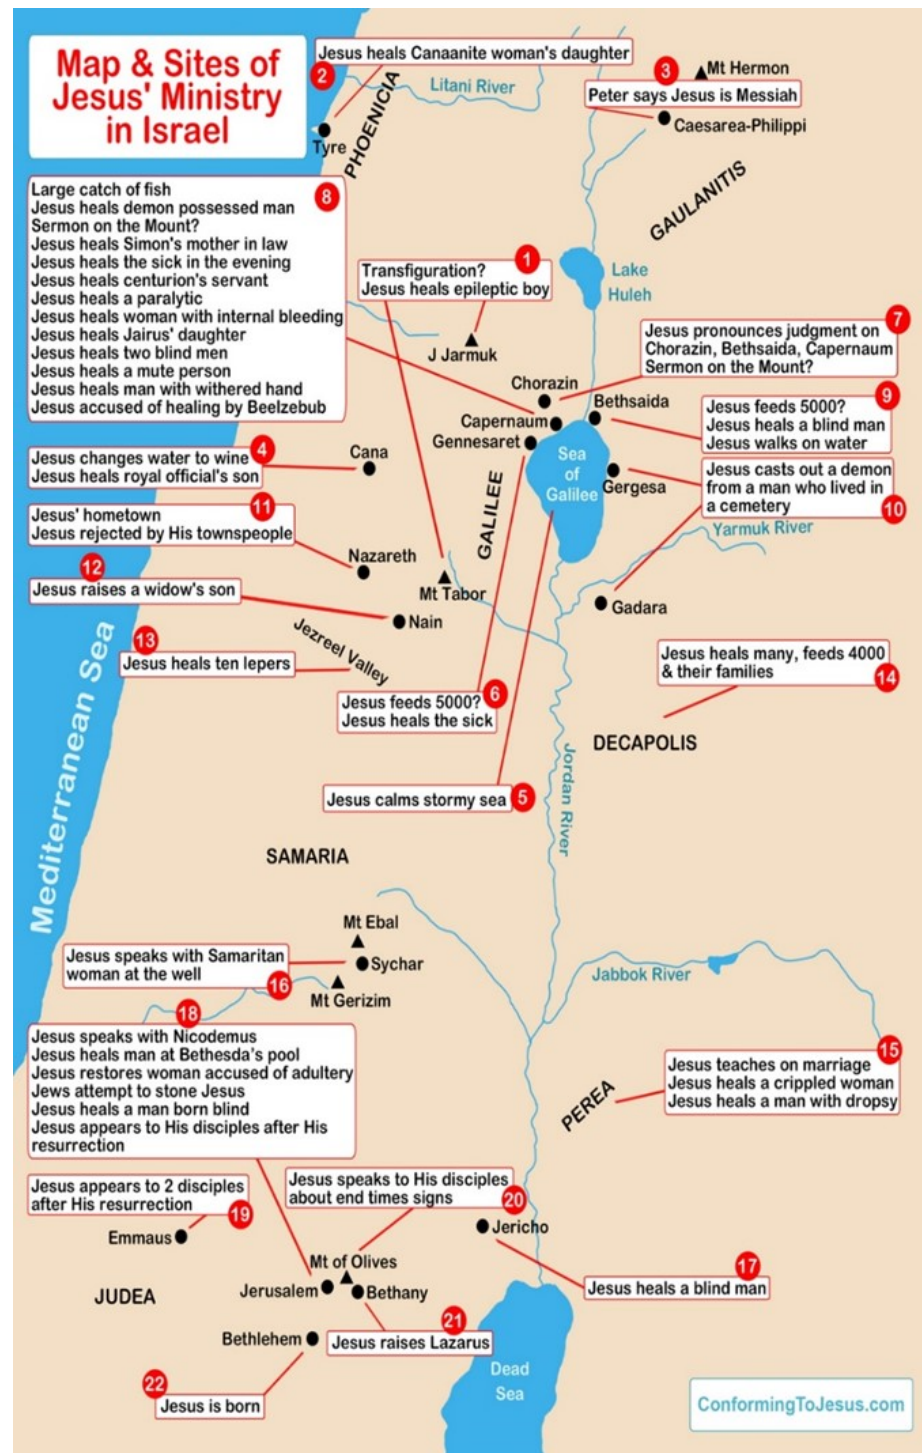 Map & Sites of
Jesus' Ministry
in Israel
Jesus heals Canaanite woman's daughter
2
Litani River
PHOENICIA
Tyre
3
Mt Hermon
Peter says Jesus is Messiah
Caesarea-Philippi
GAULANITIS
8
Large catch of fish
Jesus heals demon possessed man
Sermon on the Mount?
Jesus heals Simon's mother in law
Jesus heals the sick in the evening
Jesus heals centurion's servant
Jesus heals a paralytic
Jesus heals woman with internal bleeding
Jesus heals Jairus' daughter
Jesus heals two blind men
Jesus heals a mute person
Jesus heals man with withered hand
Jesus accused of healing by Beelzebub
1
Transfiguration?
Jesus heals epileptic boy
J Jarmuk
Lake
Huleh
7
Jesus pronounces judgment on
Chorazin, Bethsaida, Capernaum
Sermon on the Mount?
Chorazin
Capernaum
Gennesaret
Bethsaida
9
Jesus feeds 5000?
Jesus heals a blind man
Jesus walks on water
Sea
of
Galilee
Gergesa
Jesus casts out a demon
from a man who lived in
a cemetery
10
Yarmuk River
4
Jesus changes water to wine
Jesus heals royal official's son
Cana
GALILEE
11
Jesus' hometown
Jesus rejected by His townspeople
Nazareth
12
Jesus raises a widow's son
Mt Tabor
Nain
Gadara
Jezreel Valley
13
Jesus heals ten lepers
6
Jesus feeds 5000?
Jesus heals the sick
Jesus heals many, feeds 4000
& their families
14
DECAPOLIS
Mediterranean Sea
Jordan River
Jesus calms stormy sea
5
SAMARIA
Mt Ebal
Jesus speaks with Samaritan
woman at the well
16
Sychar
Mt Gerizim
Jabbok River
18
Jesus speaks with Nicodemus
Jesus heals man at Bethesda's pool
Jesus restores woman accused of adultery
Jews attempt to stone Jesus
Jesus heals a man born blind
Jesus appears to His disciples after His
resurrection
15
Jesus teaches on marriage
Jesus heals a crippled woman
Jesus heals a man with dropsy
PEREA
Jesus appears to 2 disciples
after His resurrection
19
Emmaus
Jesus speaks to His disciples
about end times signs
20
Jericho
17
Jesus heals a blind man
Mt of Olives
Jerusalem
Bethany
JUDEA
Bethlehem
21
Jesus raises Lazarus
22
Jesus is born
Dead
Sea
ConformingToJesus.com